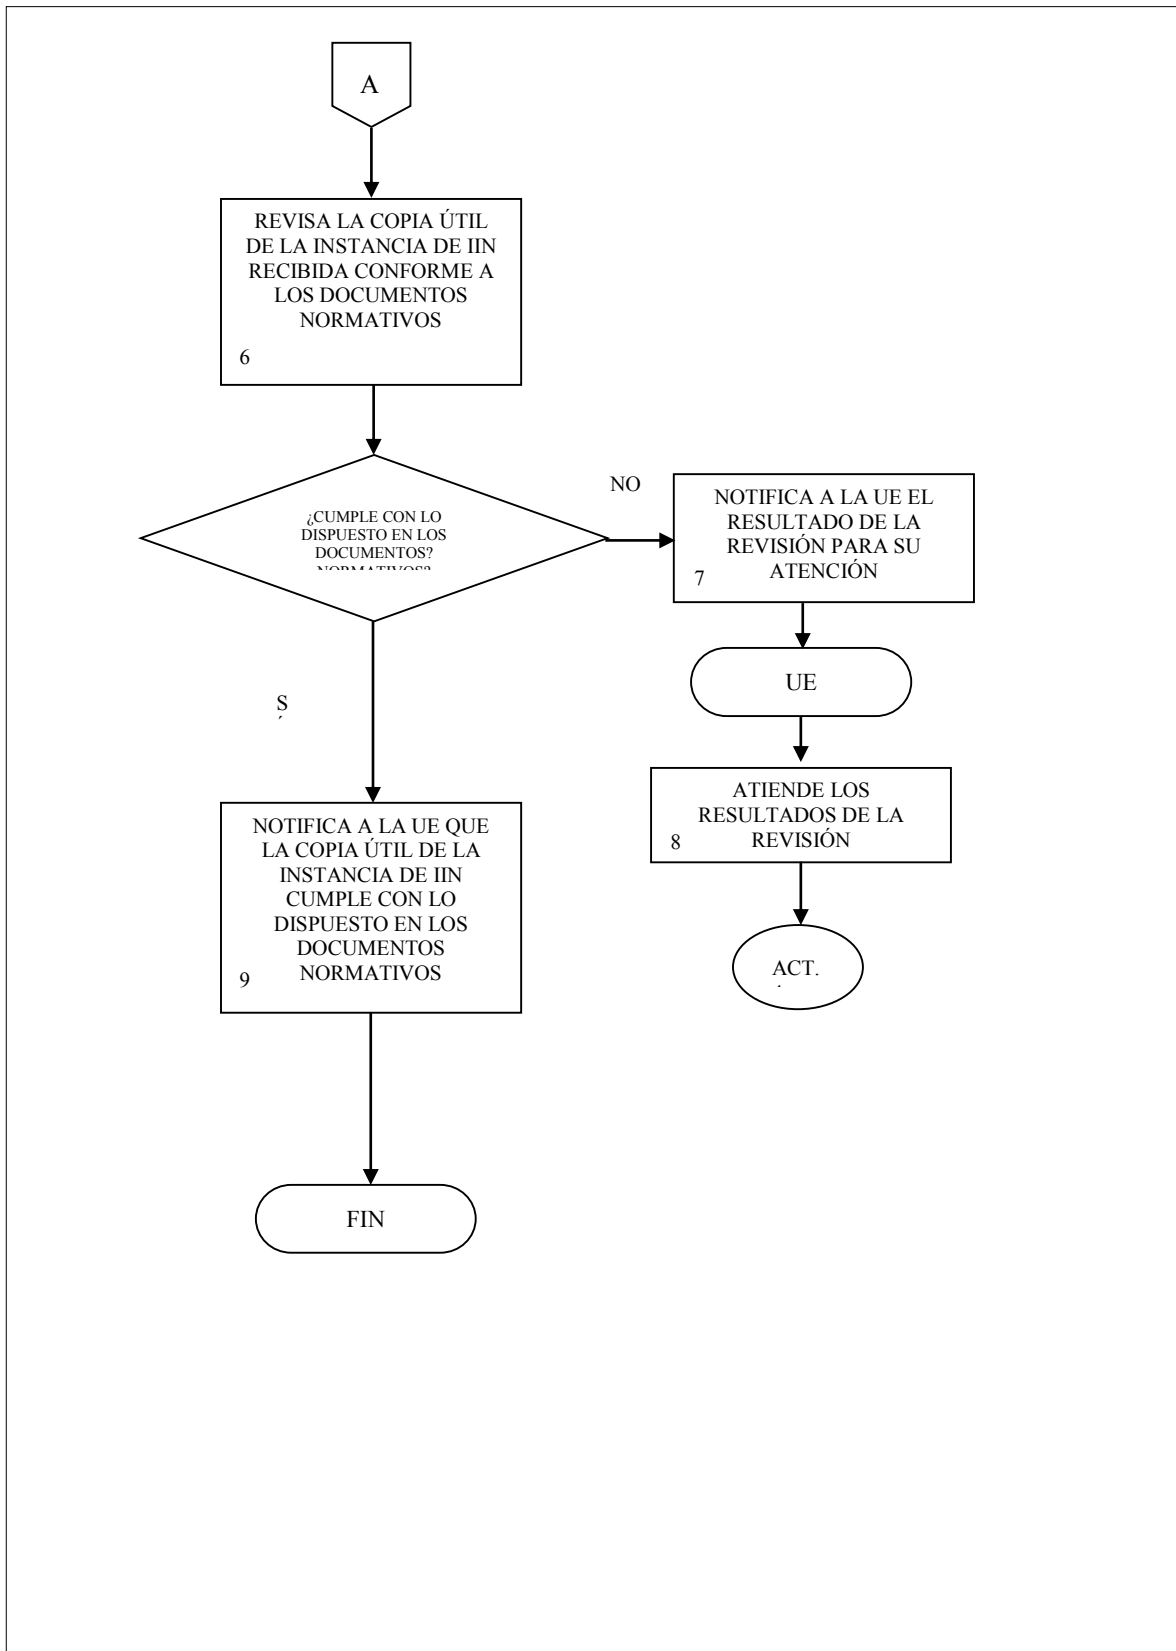 A
REVISA LA COPIA ÚTIL
DE LA INSTANCIA DE IIN
RECIBIDA CONFORME A
LOS DOCUMENTOS
NORMATIVOS
6
¿CUMPLE CON LO
DISPUESTO EN LOS
DOCUMENTOS?
NORMATIVOS?
NO
NOTIFICA A LA UE EL
RESULTADO DE LA
REVISIÓN PARA SU
ATENCIÓN
7
UE
S
ATIENDE LOS
RESULTADOS DE LA
REVISIÓN
8
NOTIFICA A LA UE QUE
LA COPIA ÚTIL DE LA
INSTANCIA DE IIN
CUMPLE CON LO
DISPUESTO EN LOS
DOCUMENTOS
NORMATIVOS
9
ACT.
FIN